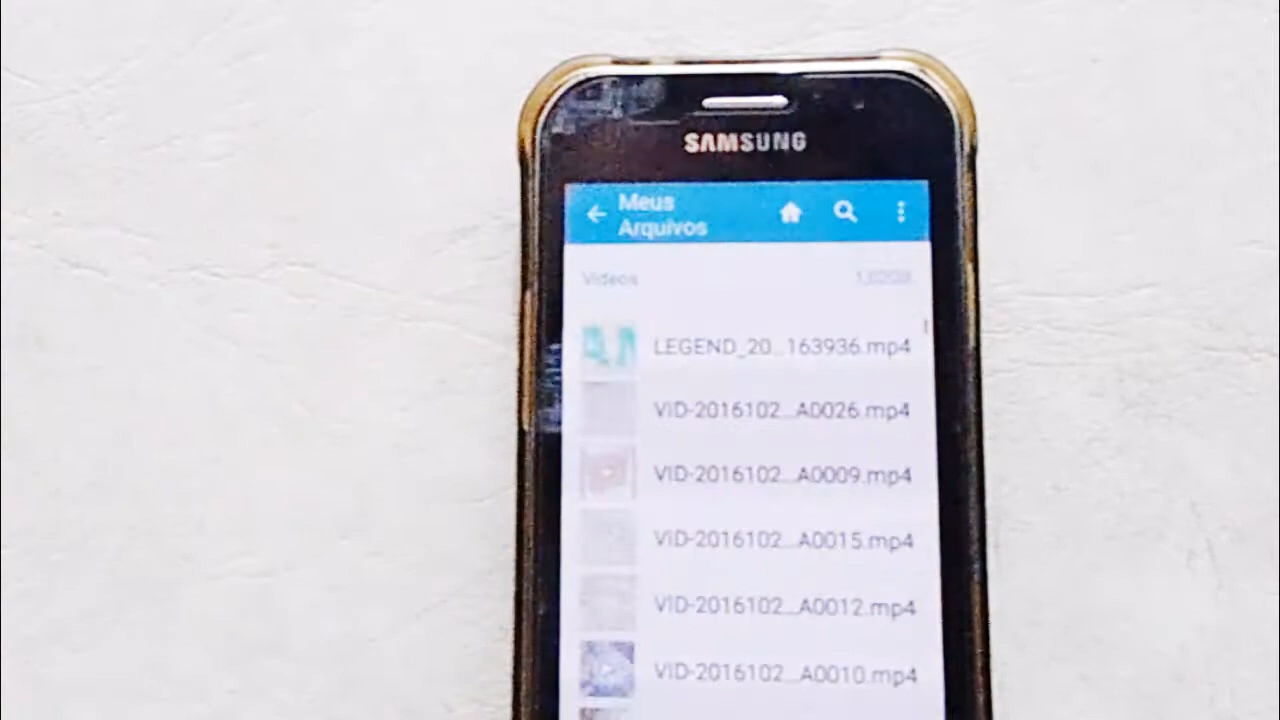 SAMSUNG
Meus
Arquivos
Vídeos
LEGEND_20...163936.mp4
VID-2016102...A0026.mp4
VID-2016102...A0009.mp4
VID-2016102...A0015.mp4
VID-2016102...A0012.mp4
VID-2016102...A0010.mp4